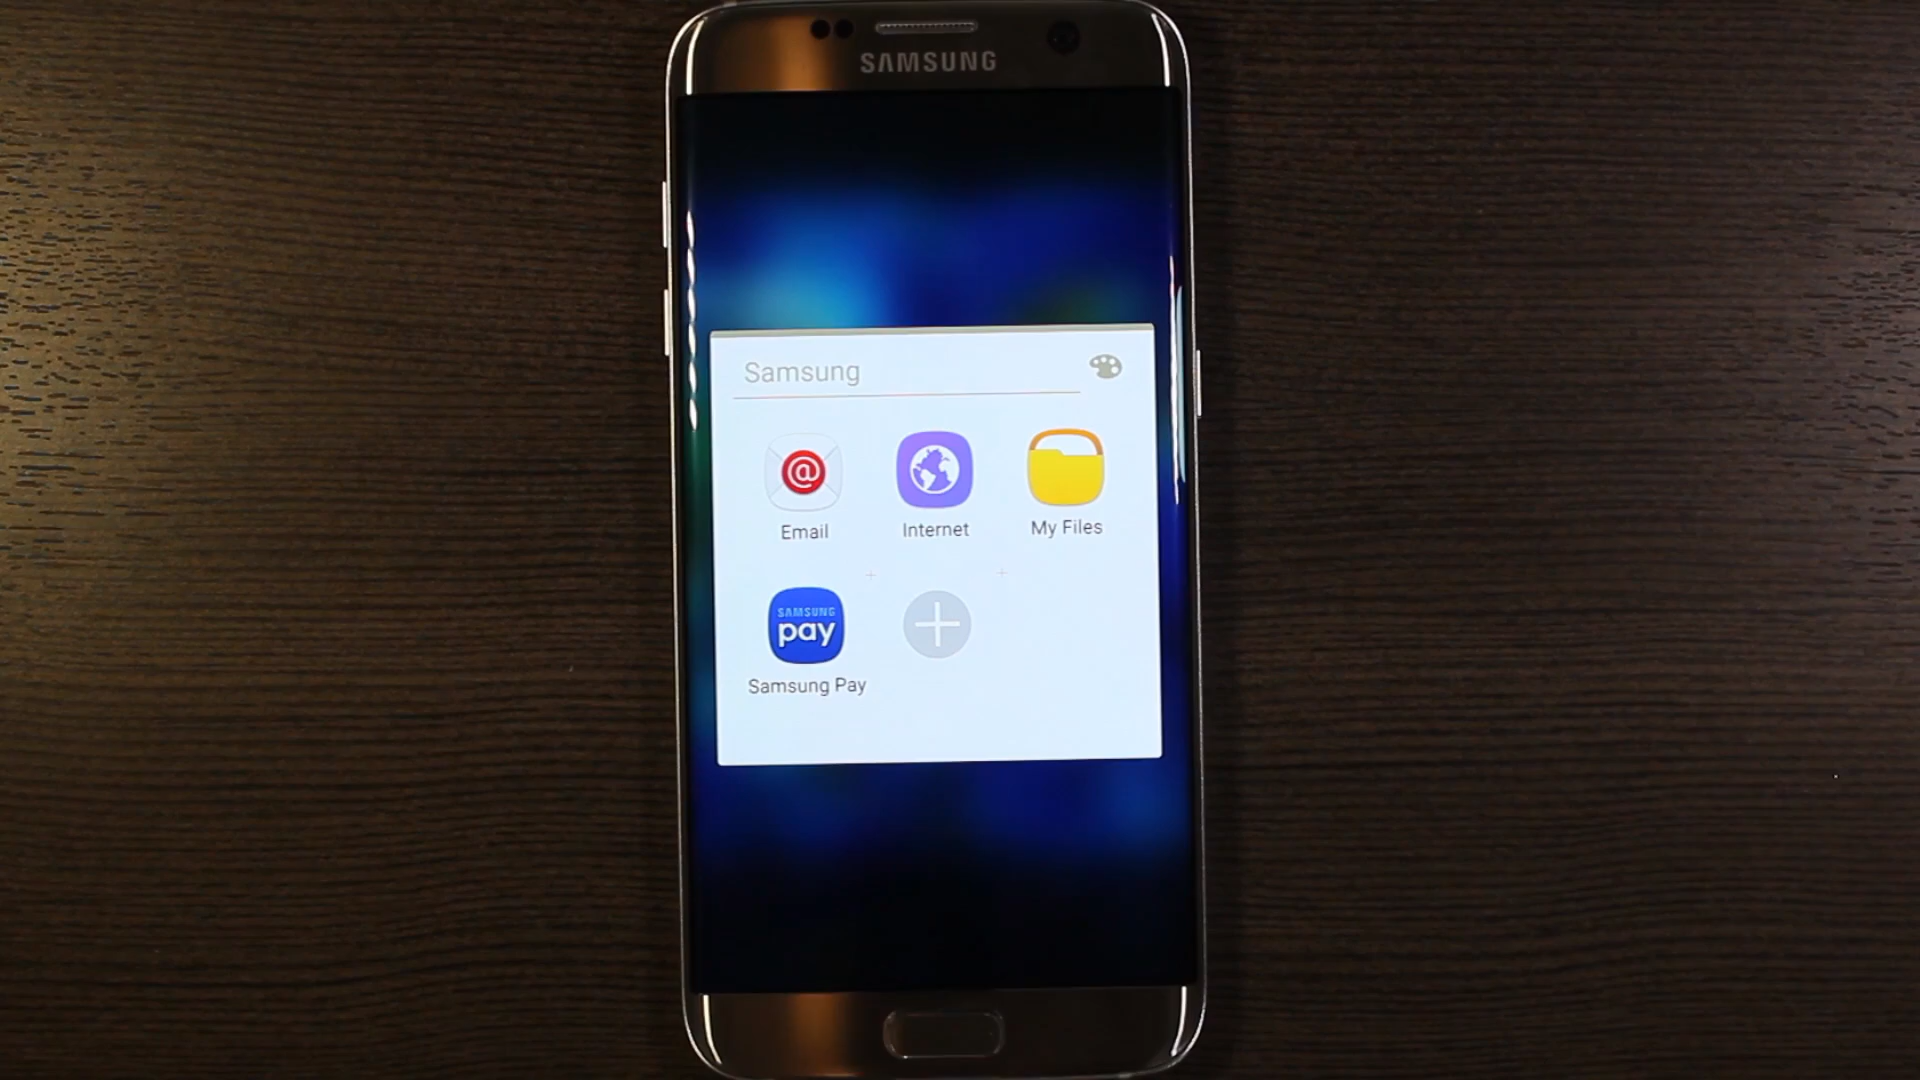 SAMSUNG
Samsung
@
Email
Internet
My Files
SAMSUNG
pay
Samsung Pay